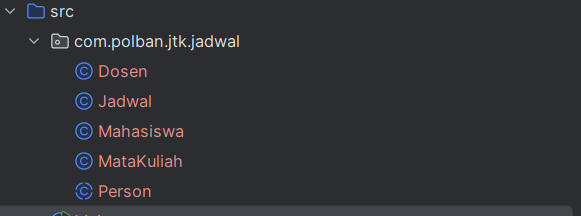 src
com.polban.jtk.jadwal
Dosen
Jadwal
Mahasiswa
MataKuliah
Person